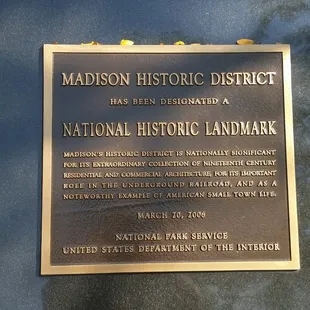 MADISON HISTORIC DISTRICT
HAS BEEN DESIGNATED A
NATIONAL HISTORIC LANDMARK
MADISON'S HISTORIC DISTRICT IS NATIONALLY SIGNIFICANT
FOR ITS EXTRAORDINARY COLLECTION OF NINETEENTH CENTURY
RESIDENTIAL AND COMMERCIAL ARCHITECTURE, FOR ITS IMPORTANT
ROLE IN THE UNDERGROUND RAILROAD, AND AS A
NOTEWORTHY EXAMPLE OF AMERICAN SMALL TOWN LIFE.
MARCH 20, 2006
NATIONAL PARK SERVICE
UNITED STATES DEPARTMENT OF THE INTERIOR